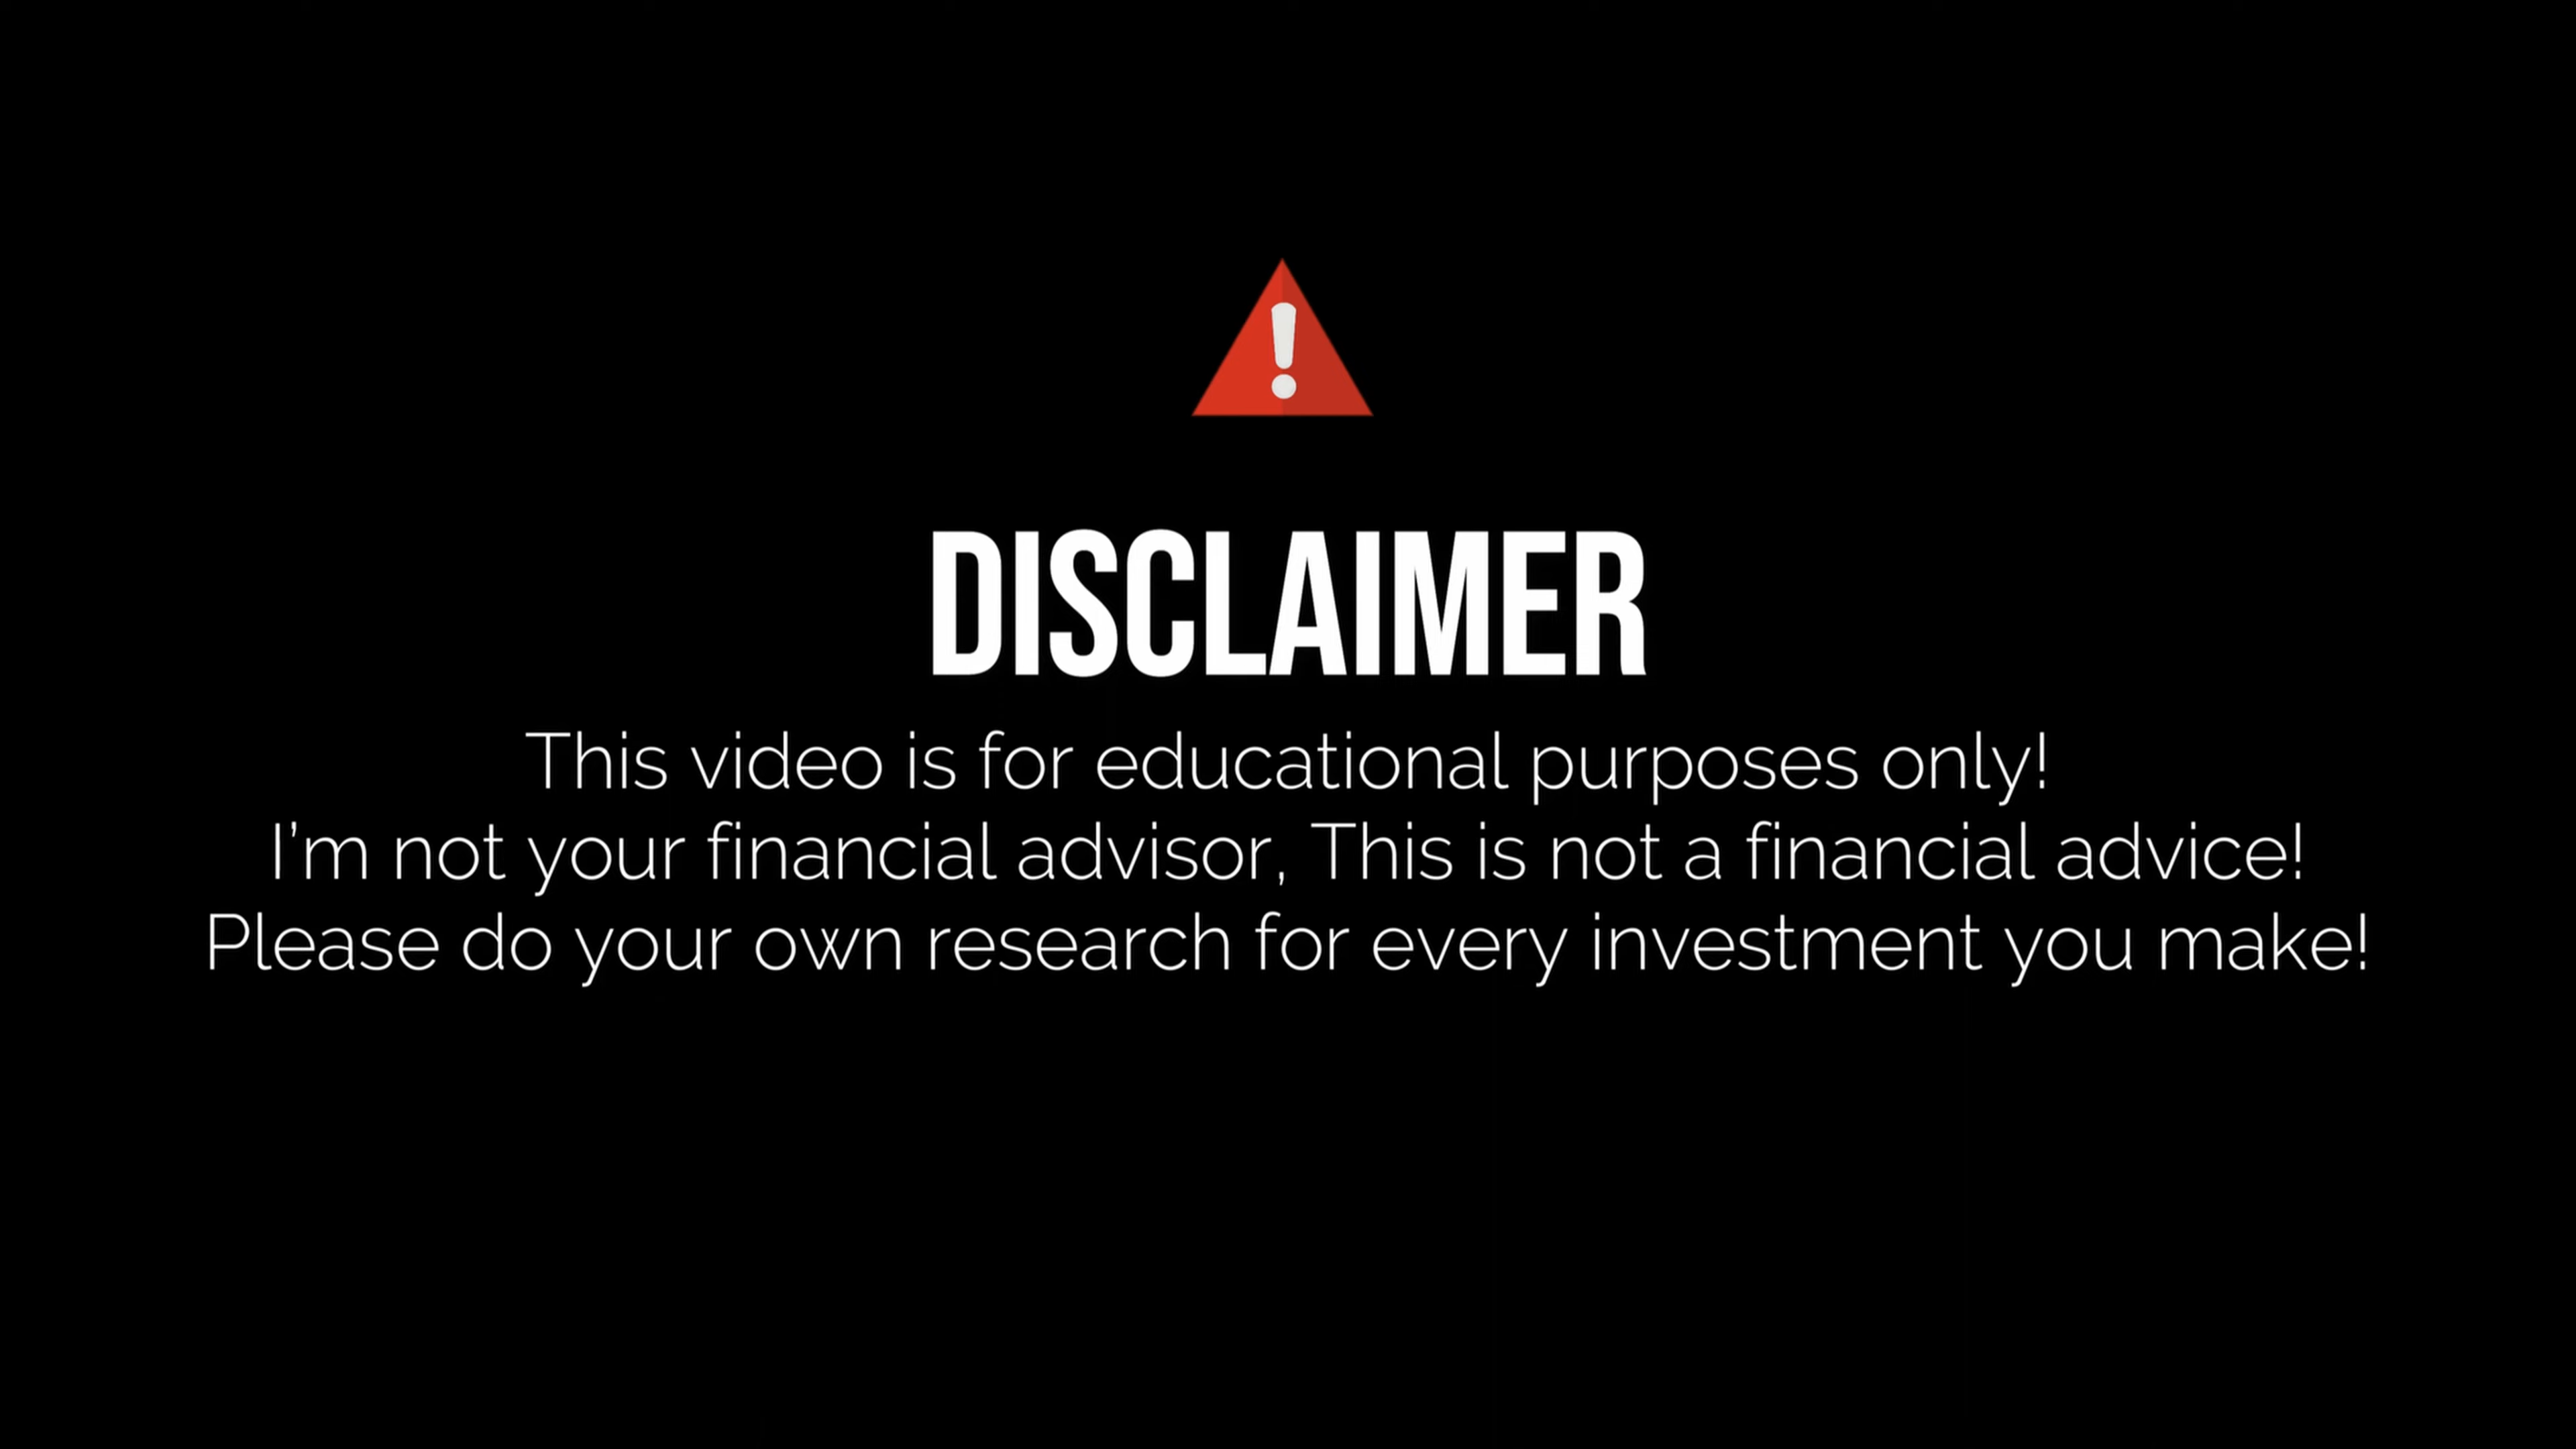 DISCLAIMER
This video is for educational purposes only!
I'm not your financial advisor, This is not a financial advice!
Please do your own research for every investment you make!